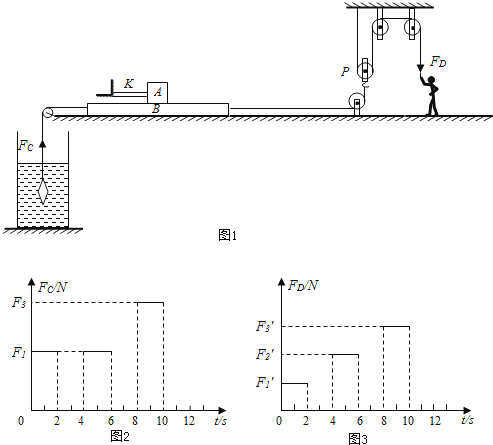 K
A
B
P
F_D
F_C
图1
F_C/N
F_3
F_1
0 2 4 6 8 10 12 t/s
图2
F_D/N
F_3'
F_2'
F_1'
0 2 4 6 8 10 12 t/s
图3